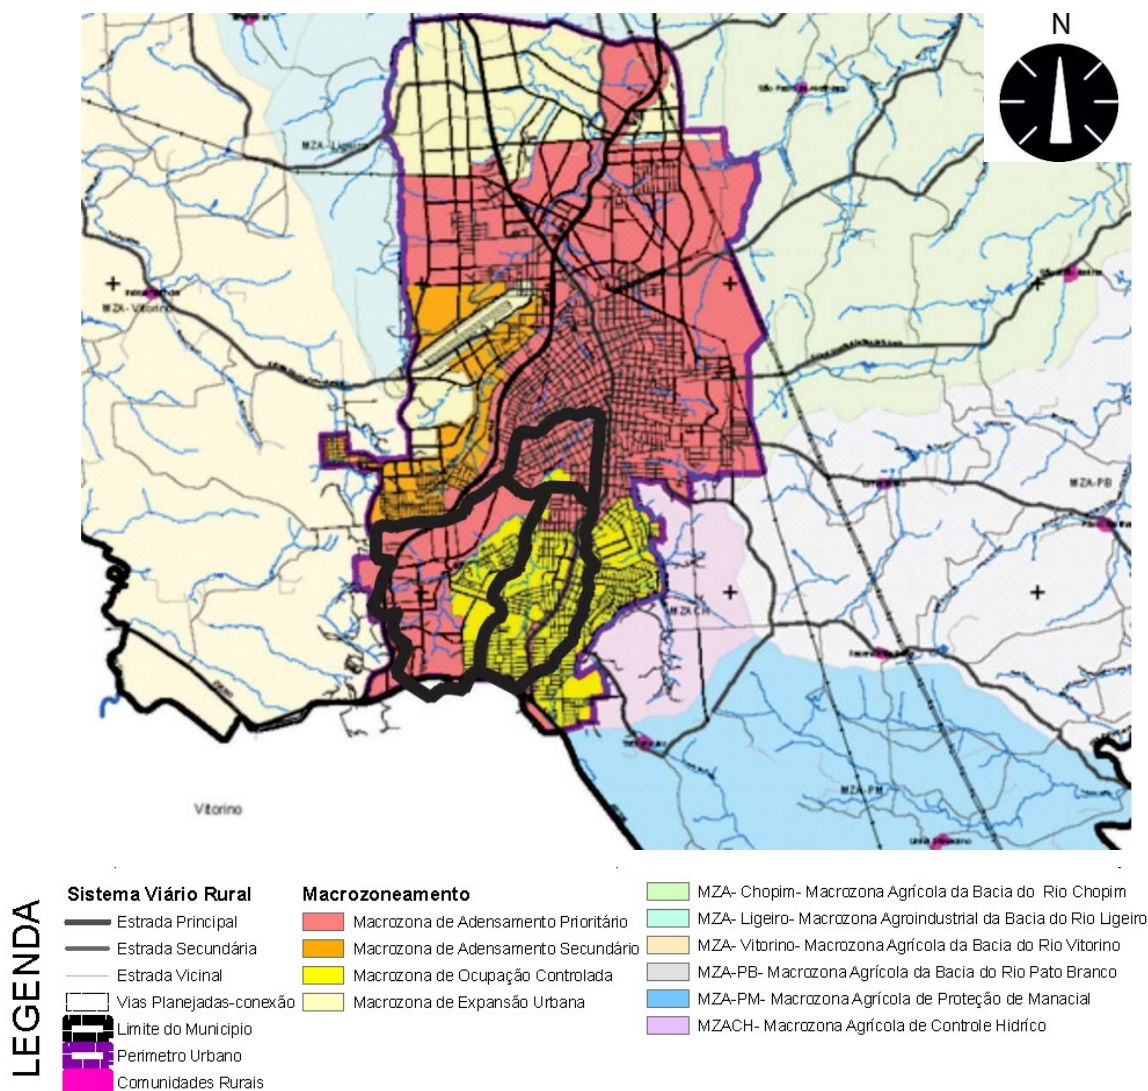 N
MZA- Ligeiro
MZA- Vitorino
MZA-PB
MZACH
MZA-PM
Vitorino
LEGENDA
Sistema Viário Rural
Estrada Principal
Estrada Secundária
Estrada Vicinal
Vias Planejadas-conexão
Limite do Municipio
Perimetro Urbano
Comunidades Rurais
Macrozoneamento
Macrozona de Adensamento Prioritário
Macrozona de Adensamento Secundário
Macrozona de Ocupação Controlada
Macrozona de Expansão Urbana
MZA- Chopim- Macrozona Agrícola da Bacia do Rio Chopim
MZA- Ligeiro- Macrozona Agroindustrial da Bacia do Rio Ligeiro
MZA- Vitorino- Macrozona Agrícola da Bacia do Rio Vitorino
MZA-PB- Macrozona Agrícola da Bacia do Rio Pato Branco
MZA-PM- Macrozona Agrícola de Proteção de Manacial
MZACH- Macrozona Agrícola de Controle Hidríco